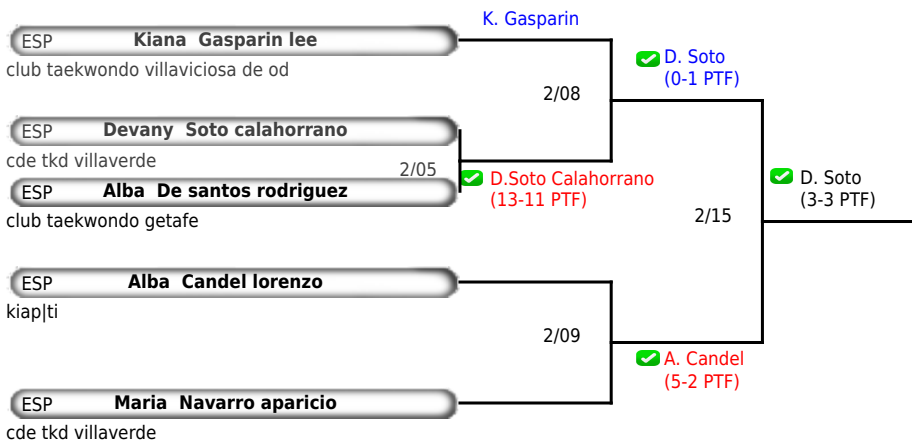 K. Gasparin
ESP Kiana Gasparin lee
club taekwondo villaviciosa de od
D. Soto
(0-1 PTF)
2/08
ESP Devany Soto calahorrano
cde tkd villaverde
2/05
ESP Alba De santos rodriguez
club taekwondo getafe
D.Soto Calahorrano
(13-11 PTF)
D. Soto
(3-3 PTF)
2/15
ESP Alba Candel lorenzo
kiap|ti
2/09
A. Candel
(5-2 PTF)
ESP Maria Navarro aparicio
cde tkd villaverde